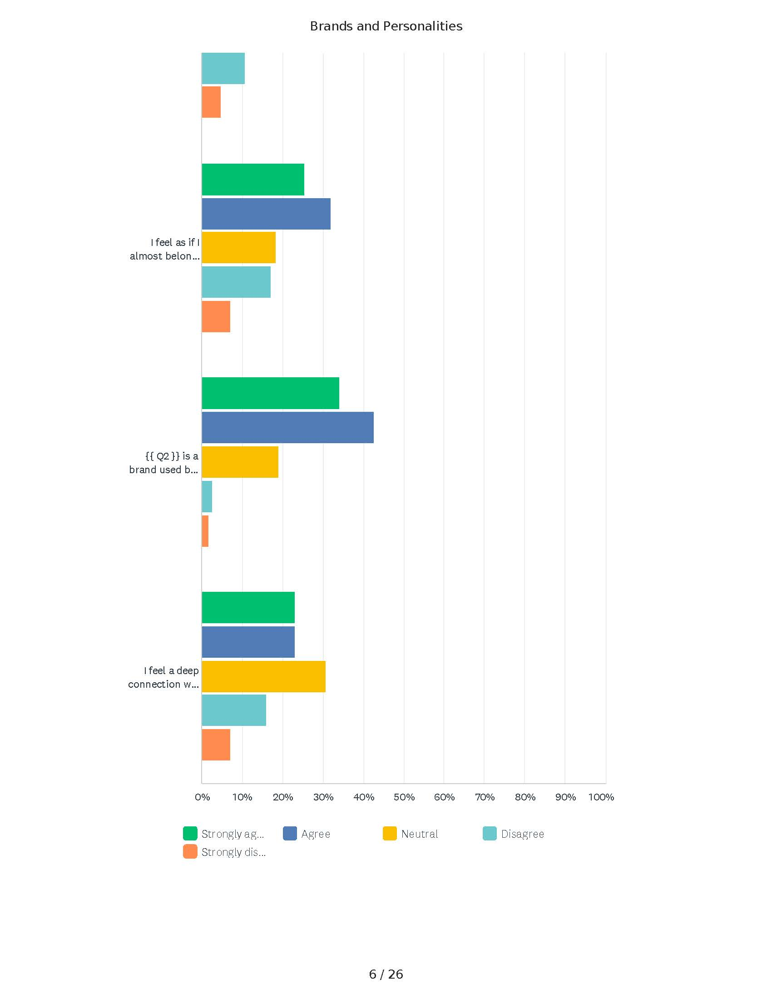 Brands and Personalities
I feel as if I
almost belon...
{{ Q2 }} is a
brand used b...
I feel a deep
connection w...
0% 10% 20% 30% 40% 50% 60% 70% 80% 90% 100%
Strongly ag... Agree Neutral Disagree
Strongly dis...
6 / 26